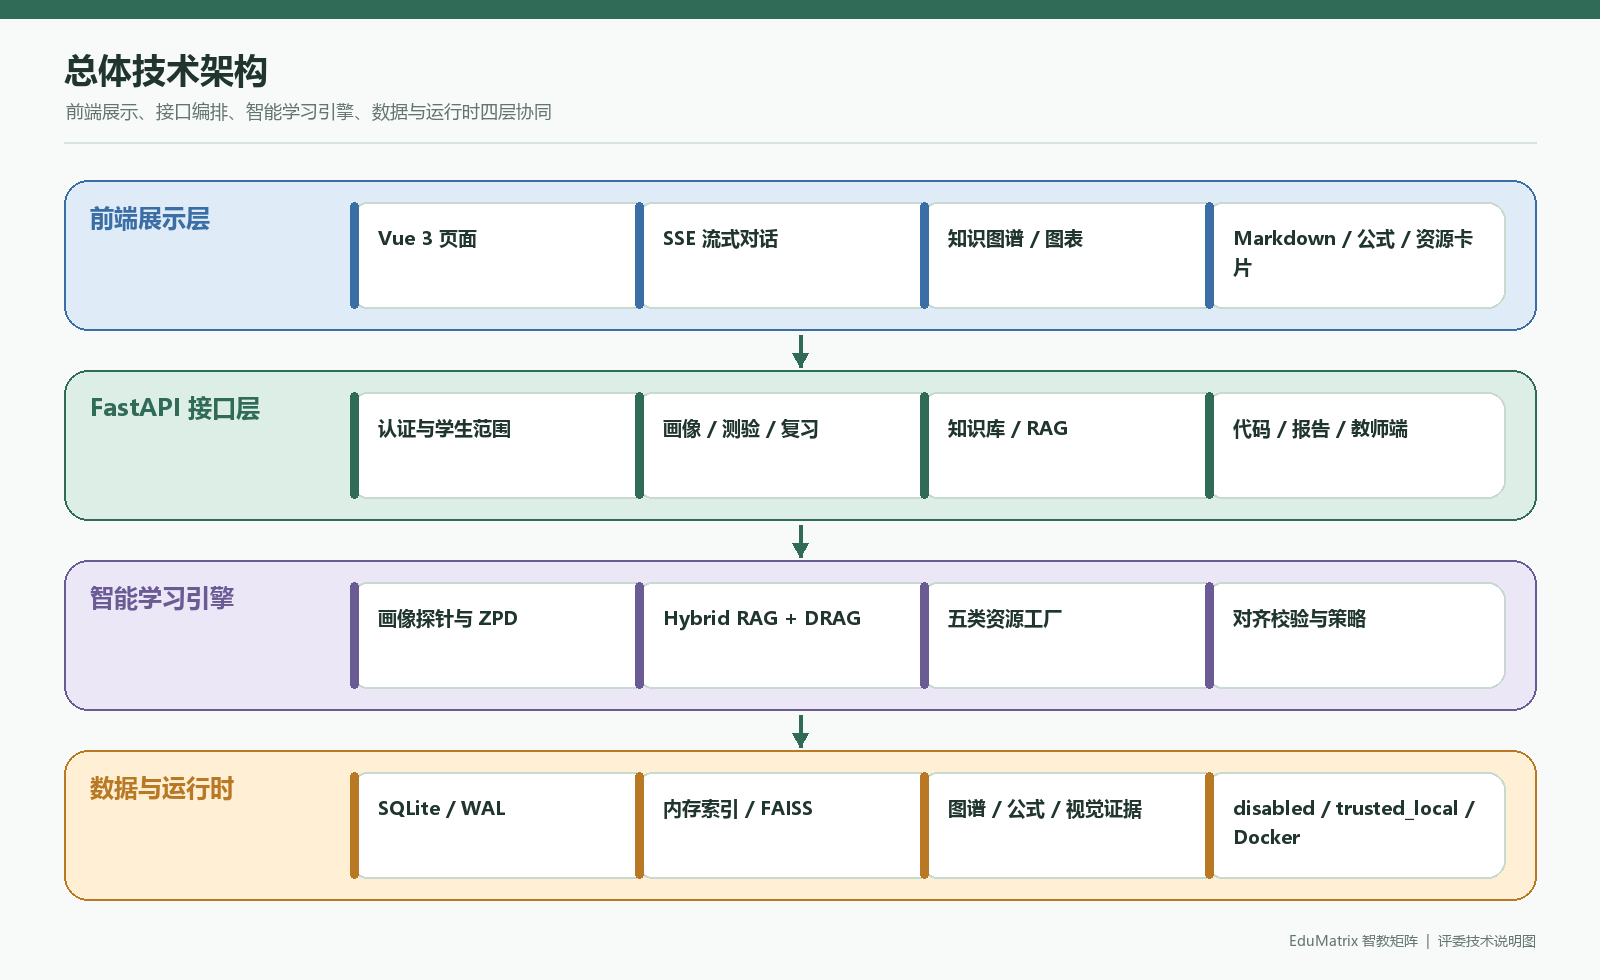 总体技术架构
前端展示、接口编排、智能学习引擎、数据与运行时四层协同
前端展示层
Vue 3 页面
SSE 流式对话
知识图谱 / 图表
Markdown / 公式 / 资源卡
片
FastAPI 接口层
认证与学生范围
画像 / 测验 / 复习
知识库 / RAG
代码 / 报告 / 教师端
智能学习引擎
画像探针与 ZPD
Hybrid RAG + DRAG
五类资源工厂
对齐校验与策略
数据与运行时
SQLite / WAL
内存索引 / FAISS
图谱 / 公式 / 视觉证据
disabled / trusted_local /
Docker
EduMatrix 智教矩阵 | 评委技术说明图